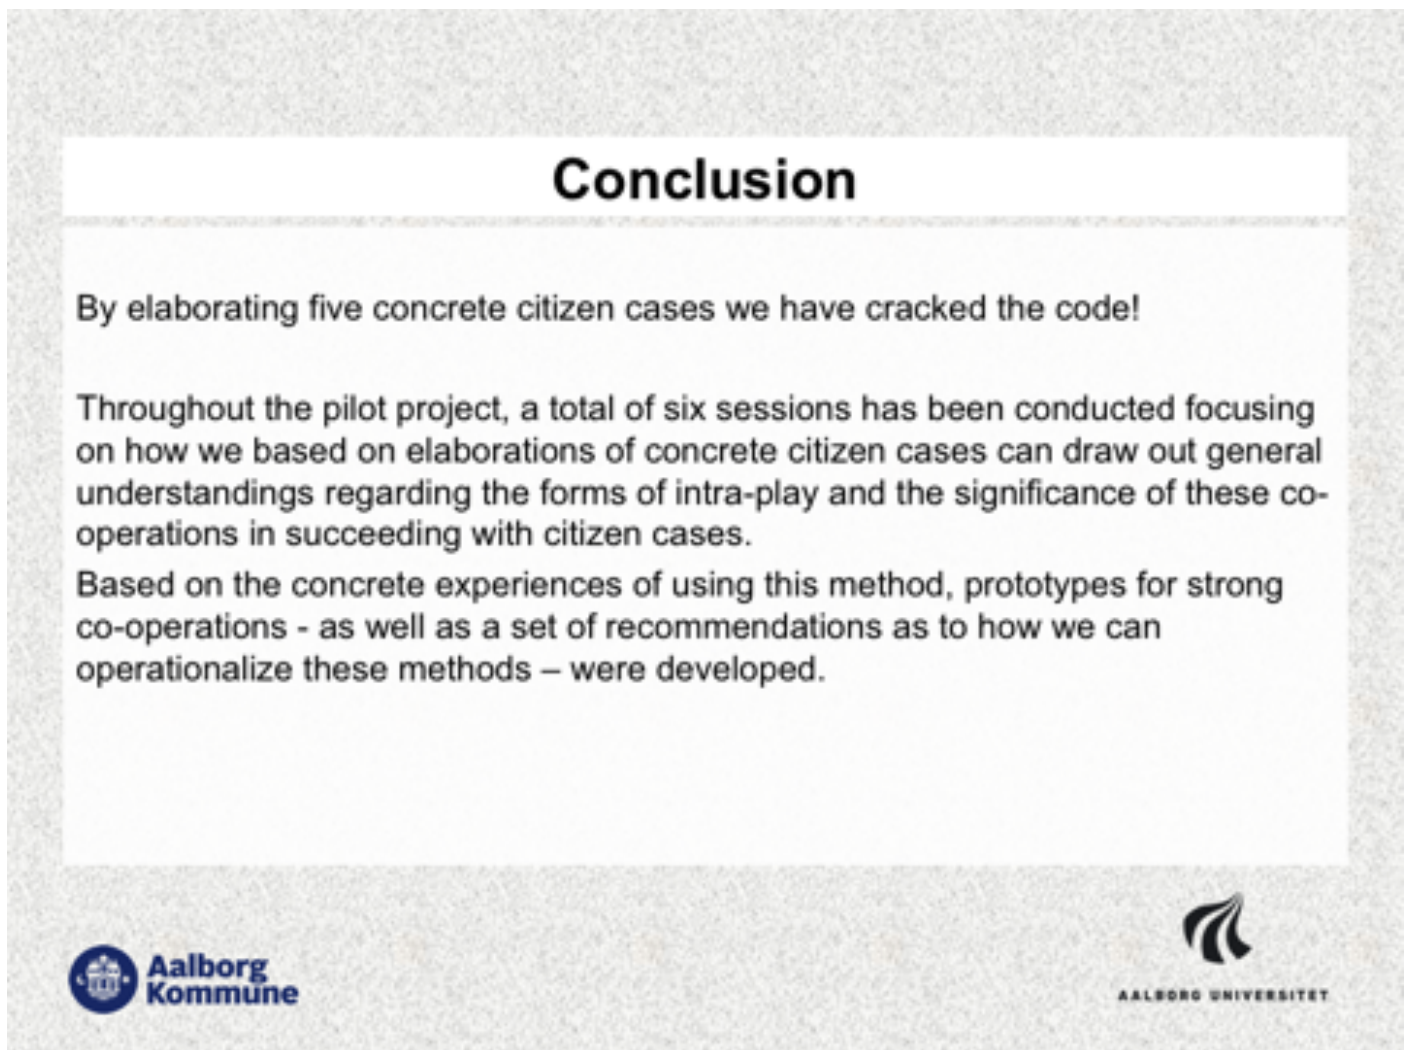 Conclusion
By elaborating five concrete citizen cases we have cracked the code!
Throughout the pilot project, a total of six sessions has been conducted focusing
on how we based on elaborations of concrete citizen cases can draw out general
understandings regarding the forms of intra-play and the significance of these co-
operations in succeeding with citizen cases.
Based on the concrete experiences of using this method, prototypes for strong
co-operations - as well as a set of recommendations as to how we can
operationalize these methods – were developed.
Aalborg
Kommune
AALBORG UNIVERSITET